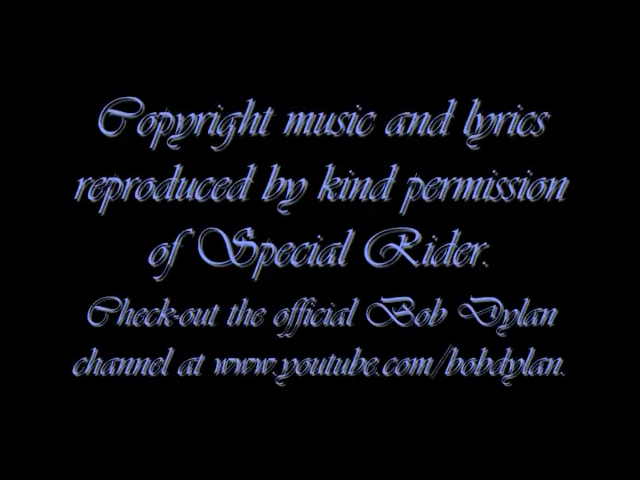 Copyright music and lyrics
reproduced by kind permission
of Special Rider.
Check-out the official Bob Dylan
channel at www.youtube.com/bobdylan.